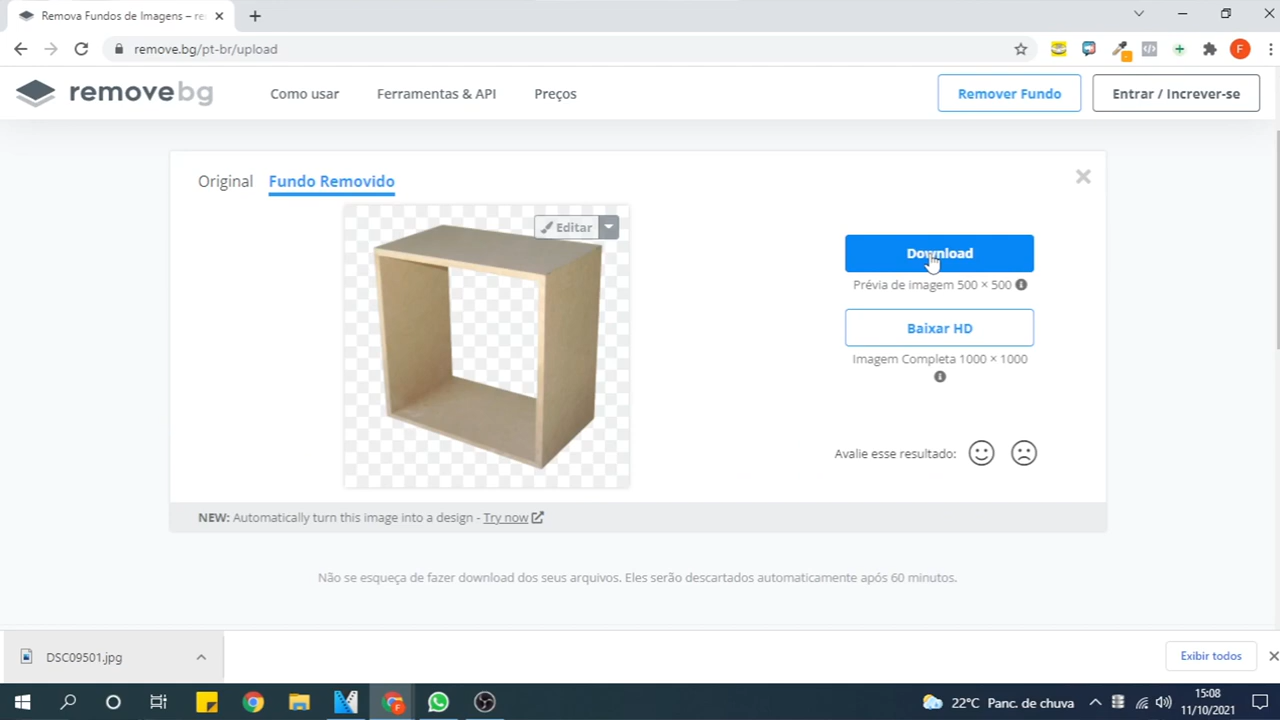 Remova Fundos de Imagens – re
remove.bg/pt-br/upload
F
removebg
Como usar
Ferramentas & API
Preços
Remover Fundo
Entrar / Increver-se
Original
Fundo Removido
Editar
Download
Prévia de imagem 500 × 500
Baixar HD
Imagem Completa 1000 × 1000
Avalie esse resultado:
NEW: Automatically turn this image into a design - Try now
Não se esqueça de fazer download dos seus arquivos. Eles serão descartados automaticamente após 60 minutos.
DSC09501.jpg
Exibir todos
22°C Panc. de chuva
15:08
11/10/2021